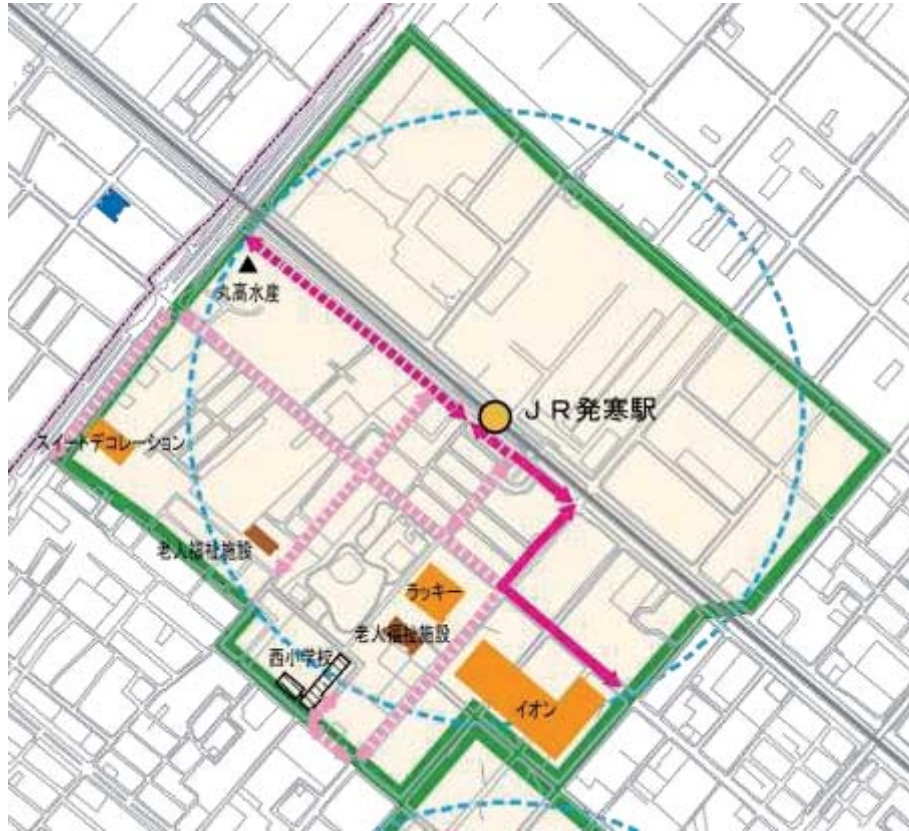 丸高水産
JR発寒駅
スイートデコレーション
老人福祉施設
ラッキー
老人福祉施設
西小学校
イオン